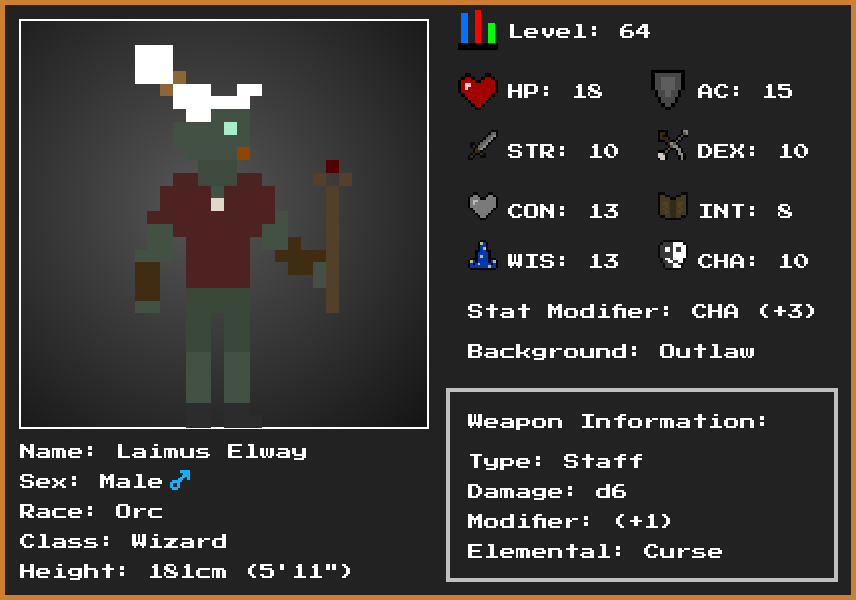 Level: 64
HP: 18 AC: 15
STR: 10 DEX: 10
CON: 13 INT: 8
WIS: 13 CHA: 10
Stat Modifier: CHA (+3)
Background: Outlaw
Weapon Information:
Type: Staff
Damage: d6
Modifier: (+1)
Elemental: Curse
Name: Laimus Elway
Sex: Male ♂
Race: Orc
Class: Wizard
Height: 181cm (5'11")